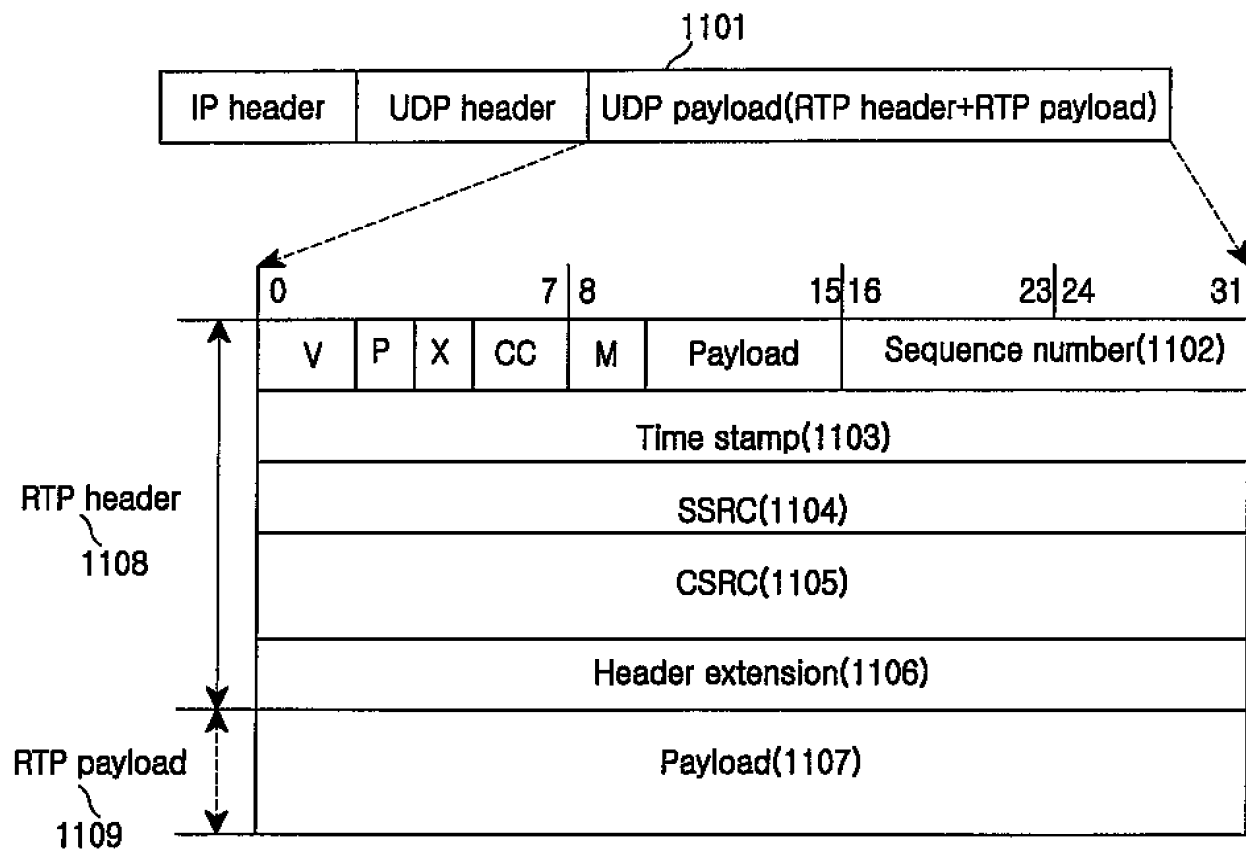 1101
IP header UDP header UDP payload(RTP header+RTP payload)
0 7 8 15 16 23 24 31
V P X CC M Payload Sequence number(1102)
Time stamp(1103)
RTP header
1108
SSRC(1104)
CSRC(1105)
Header extension(1106)
RTP payload
1109
Payload(1107)